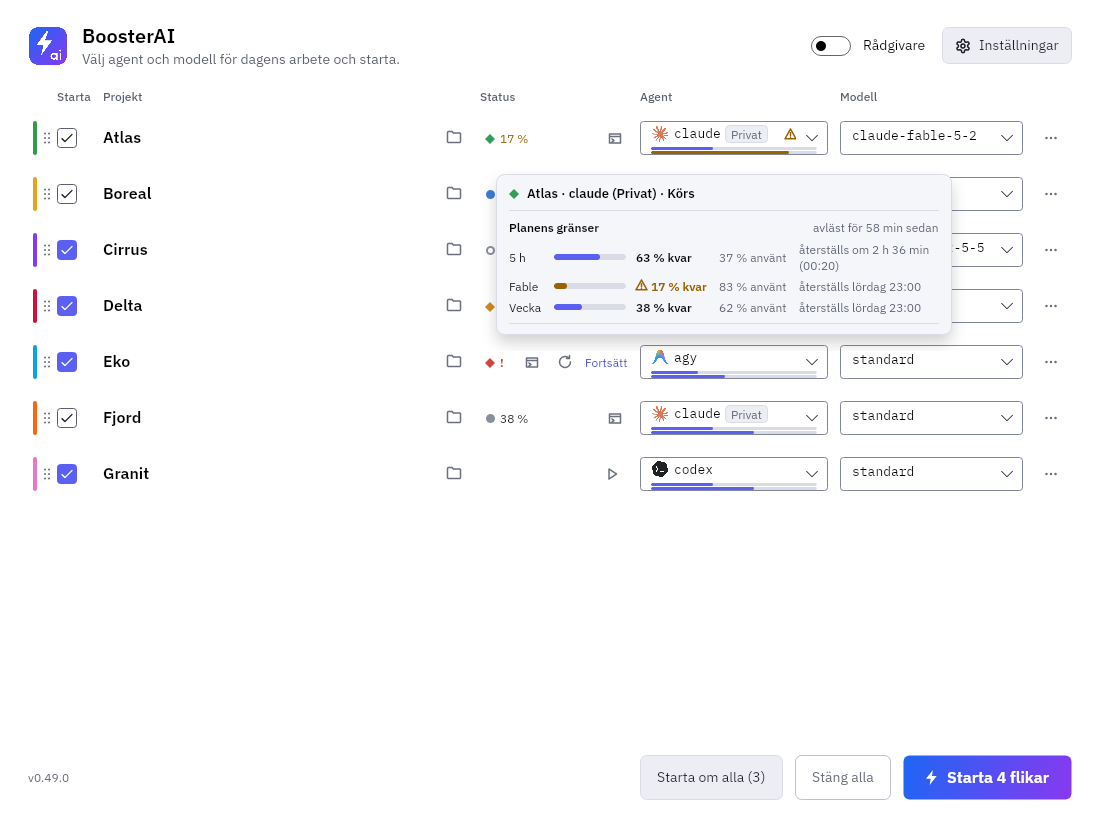 BoosterAI
Välj agent och modell för dagens arbete och starta.
Rådgivare
Inställningar
Starta Projekt Status Agent Modell
Atlas 17 % claude Privat claude-fable-5-2
Boreal
Atlas · claude (Privat) · Körs
Planens gränser avläst för 58 min sedan
Cirrus -5-5
5 h 63 % kvar 37 % använt återställs om 2 h 36 min
(00:20)
Fable 17 % kvar 83 % använt återställs lördag 23:00
Delta
Vecka 38 % kvar 62 % använt återställs lördag 23:00
Eko ! Fortsätt agy standard
Fjord 38 % claude Privat standard
Granit codex standard
v0.49.0
Starta om alla (3)
Stäng alla
Starta 4 flikar
ai